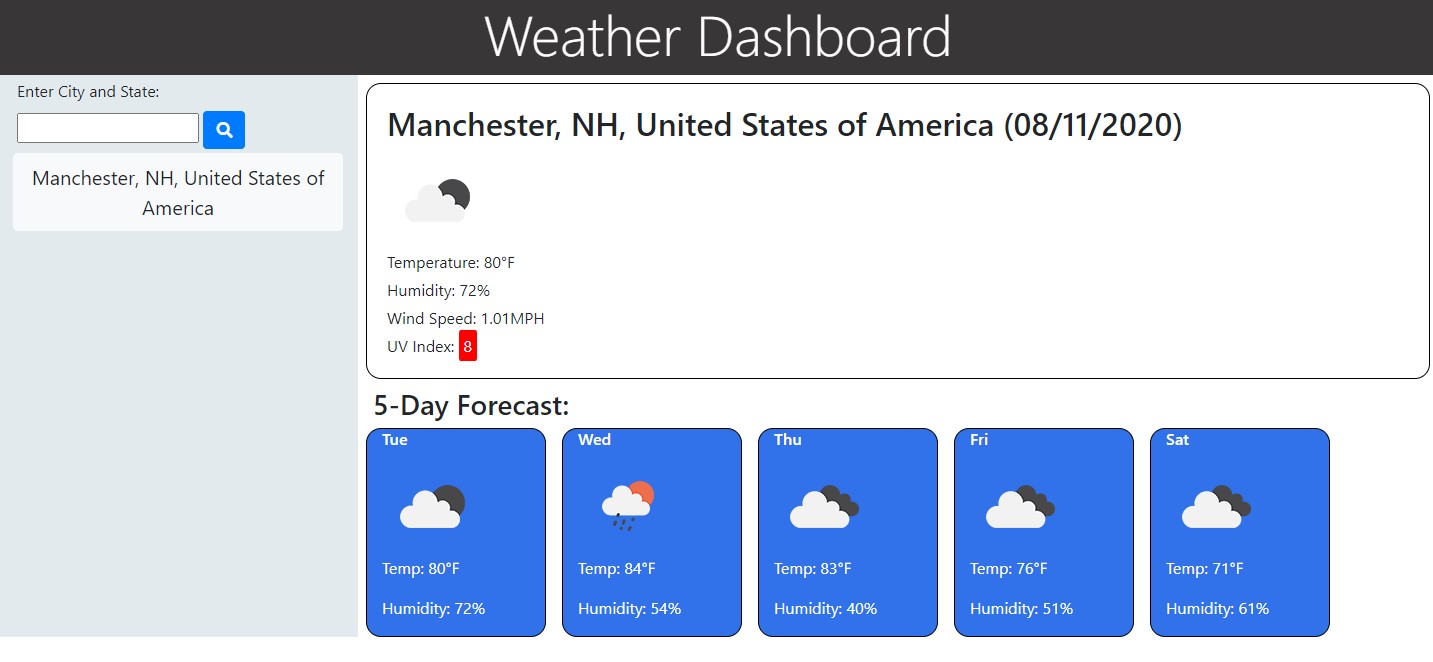 Weather Dashboard
Enter City and State:
Manchester, NH, United States of
America
Manchester, NH, United States of America (08/11/2020)
Temperature: 80°F
Humidity: 72%
Wind Speed: 1.01MPH
UV Index: 8
5-Day Forecast:
Tue
Temp: 80°F
Humidity: 72%
Wed
Temp: 84°F
Humidity: 54%
Thu
Temp: 83°F
Humidity: 40%
Fri
Temp: 76°F
Humidity: 51%
Sat
Temp: 71°F
Humidity: 61%